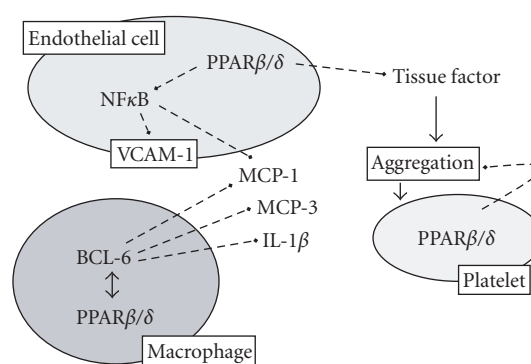 Endothelial cell
PPARβ/δ
Tissue factor
NFκB
VCAM-1
Aggregation
MCP-1
MCP-3
IL-1β
BCL-6
PPARβ/δ
PPARβ/δ
Platelet
Macrophage